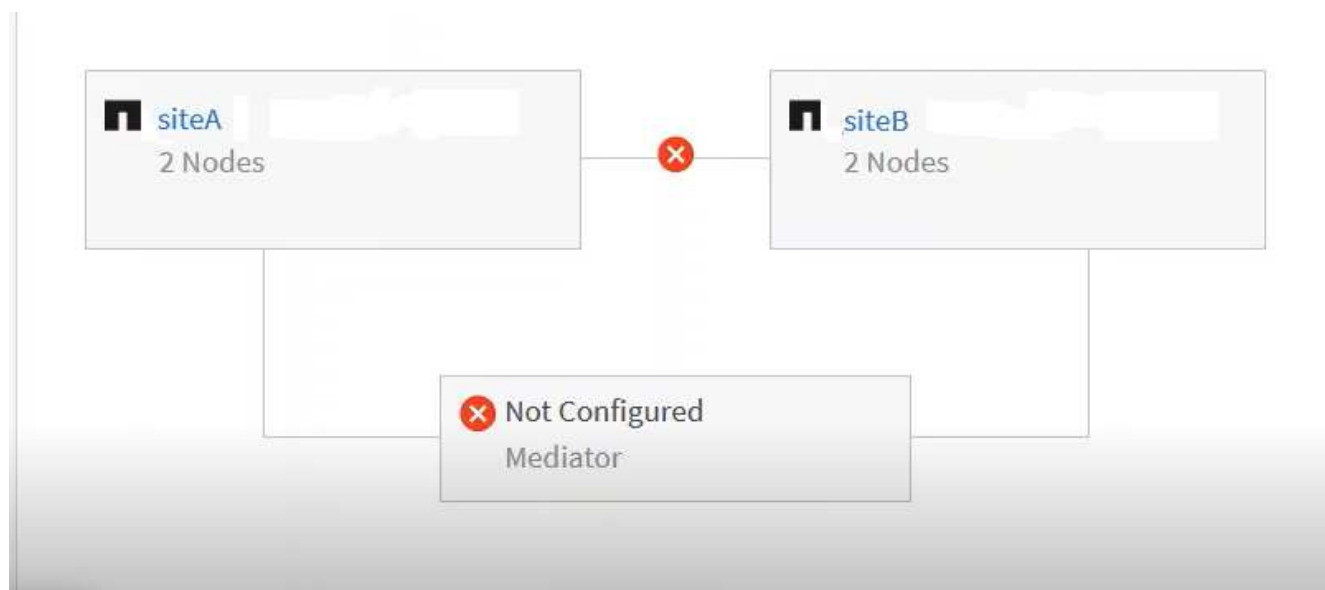 siteA
2 Nodes
siteB
2 Nodes
Not Configured
Mediator